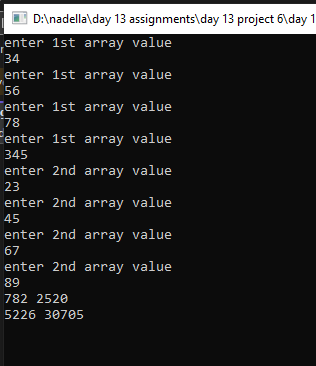 D:\nadella\day 13 assignments\day 13 project 6\day 1
enter 1st array value
34
enter 1st array value
56
enter 1st array value
78
enter 1st array value
345
enter 2nd array value
23
enter 2nd array value
45
enter 2nd array value
67
enter 2nd array value
89
782 2520
5226 30705